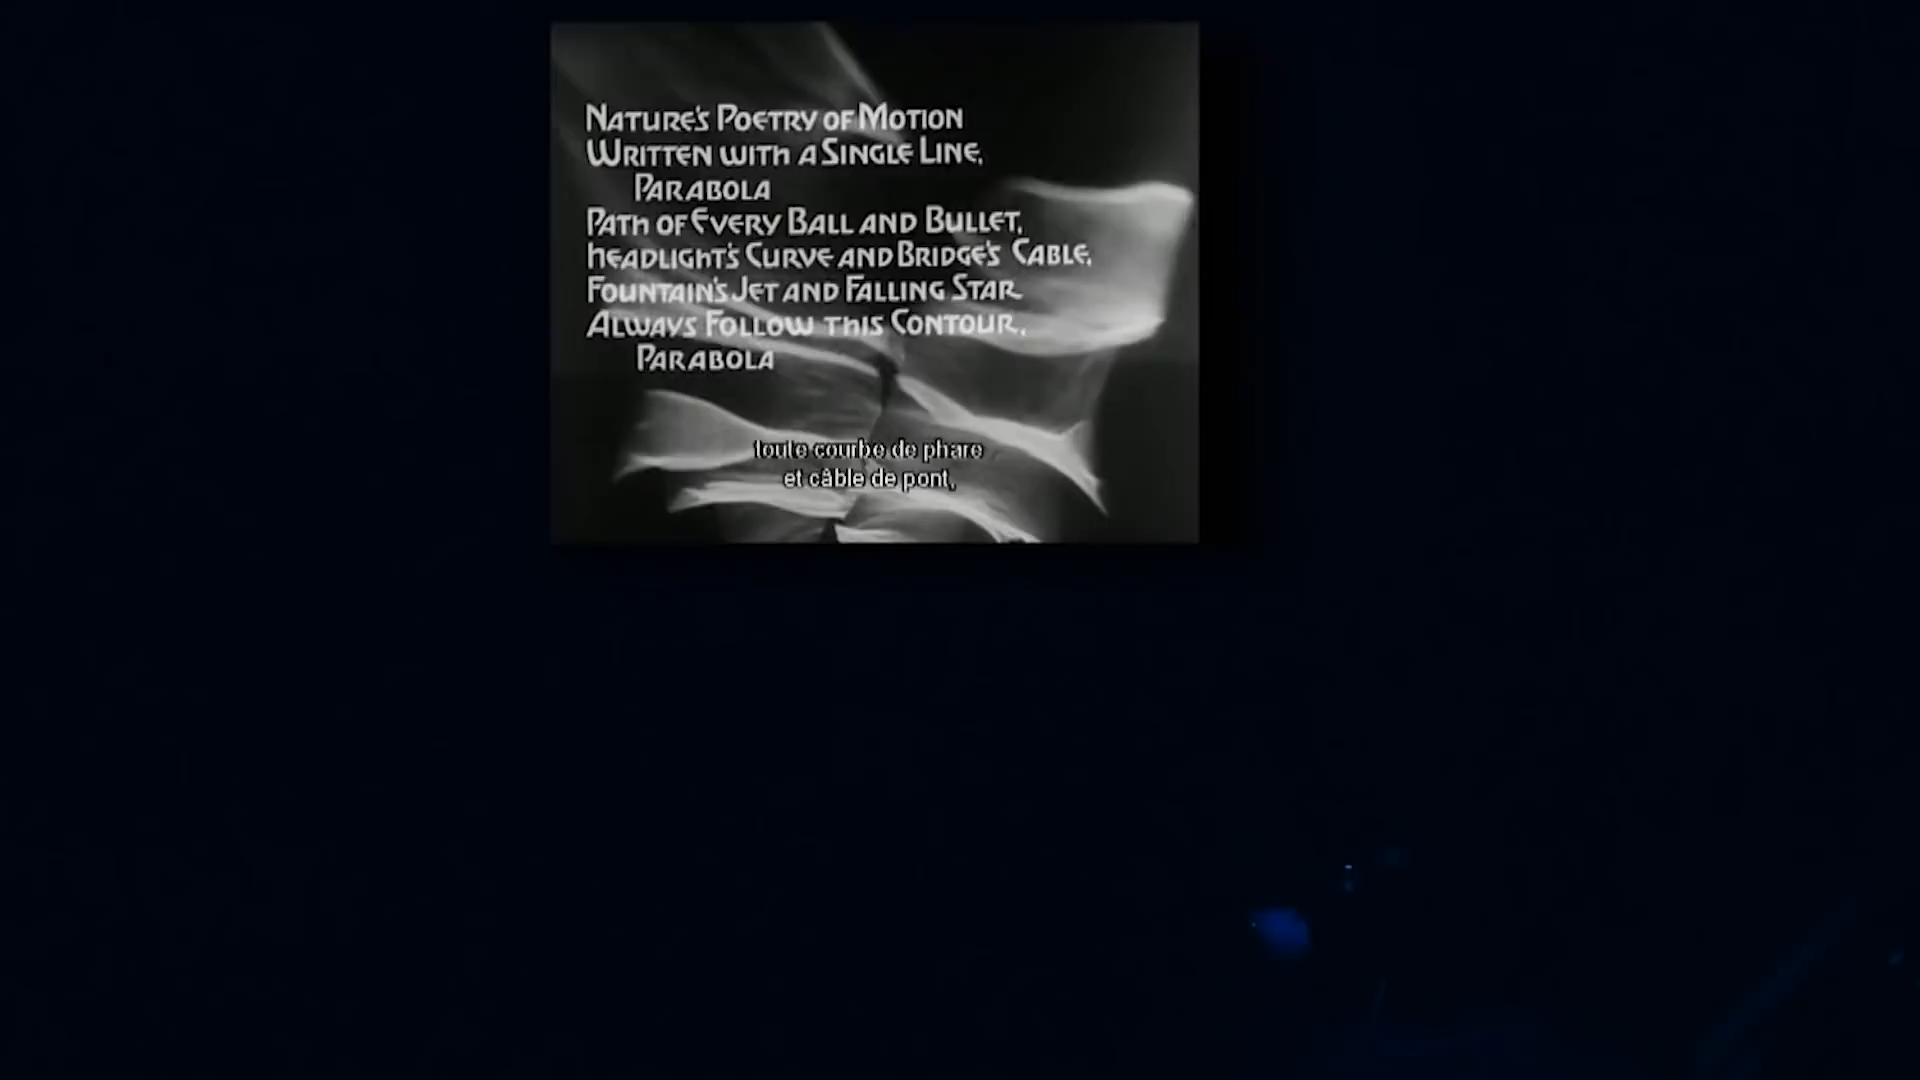 NATURE'S POETRY OF MOTION
WRITTEN WITH A SINGLE LINE,
PARABOLA
PATH OF EVERY BALL AND BULLET,
HEADLIGHT'S CURVE AND BRIDGE'S CABLE,
FOUNTAIN'S JET AND FALLING STAR
ALWAYS FOLLOW THIS CONTOUR,
PARABOLA
toute courbe de phare
et câble de pont,